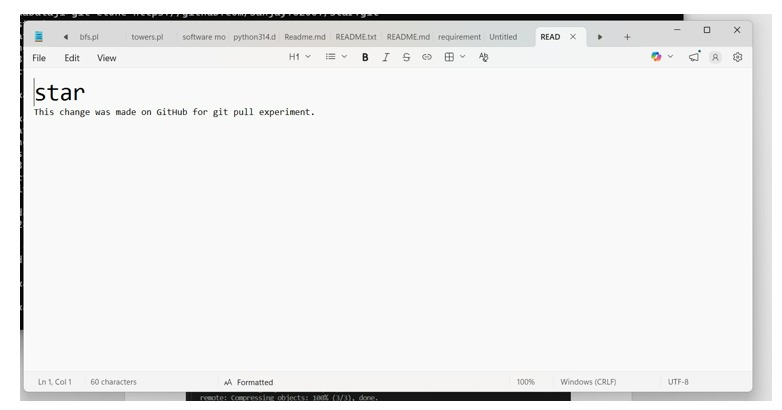 bfs.pl towers.pl software mo python314.d Readme.md README.txt README.md requirement Untitled READ
File Edit View H1 B I S
star
This change was made on GitHub for git pull experiment.
Ln 1, Col 1 60 characters AA Formatted 100% Windows (CRLF) UTF-8
remote: Compressing objects: 100% (3/3), done.